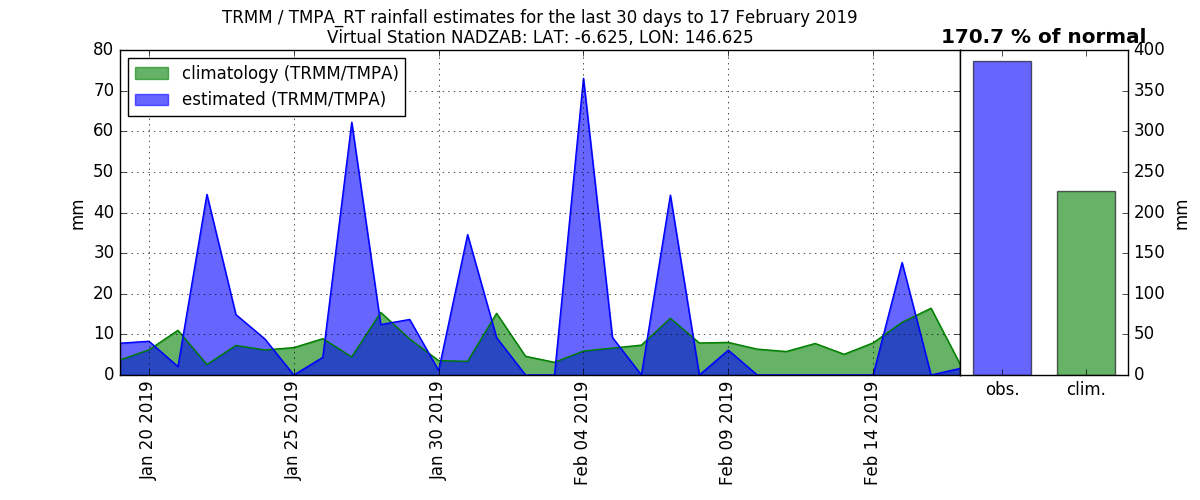 TRMM / TMPA_RT rainfall estimates for the last 30 days to 17 February 2019
Virtual Station NADZAB: LAT: -6.625, LON: 146.625
170.7 % of normal
climatology (TRMM/TMPA)
estimated (TRMM/TMPA)
mm
80
70
60
50
40
30
20
10
0
Jan 20 2019
Jan 25 2019
Jan 30 2019
Feb 04 2019
Feb 09 2019
Feb 14 2019
400
350
300
250
200
150
100
50
0
mm
obs.
clim.